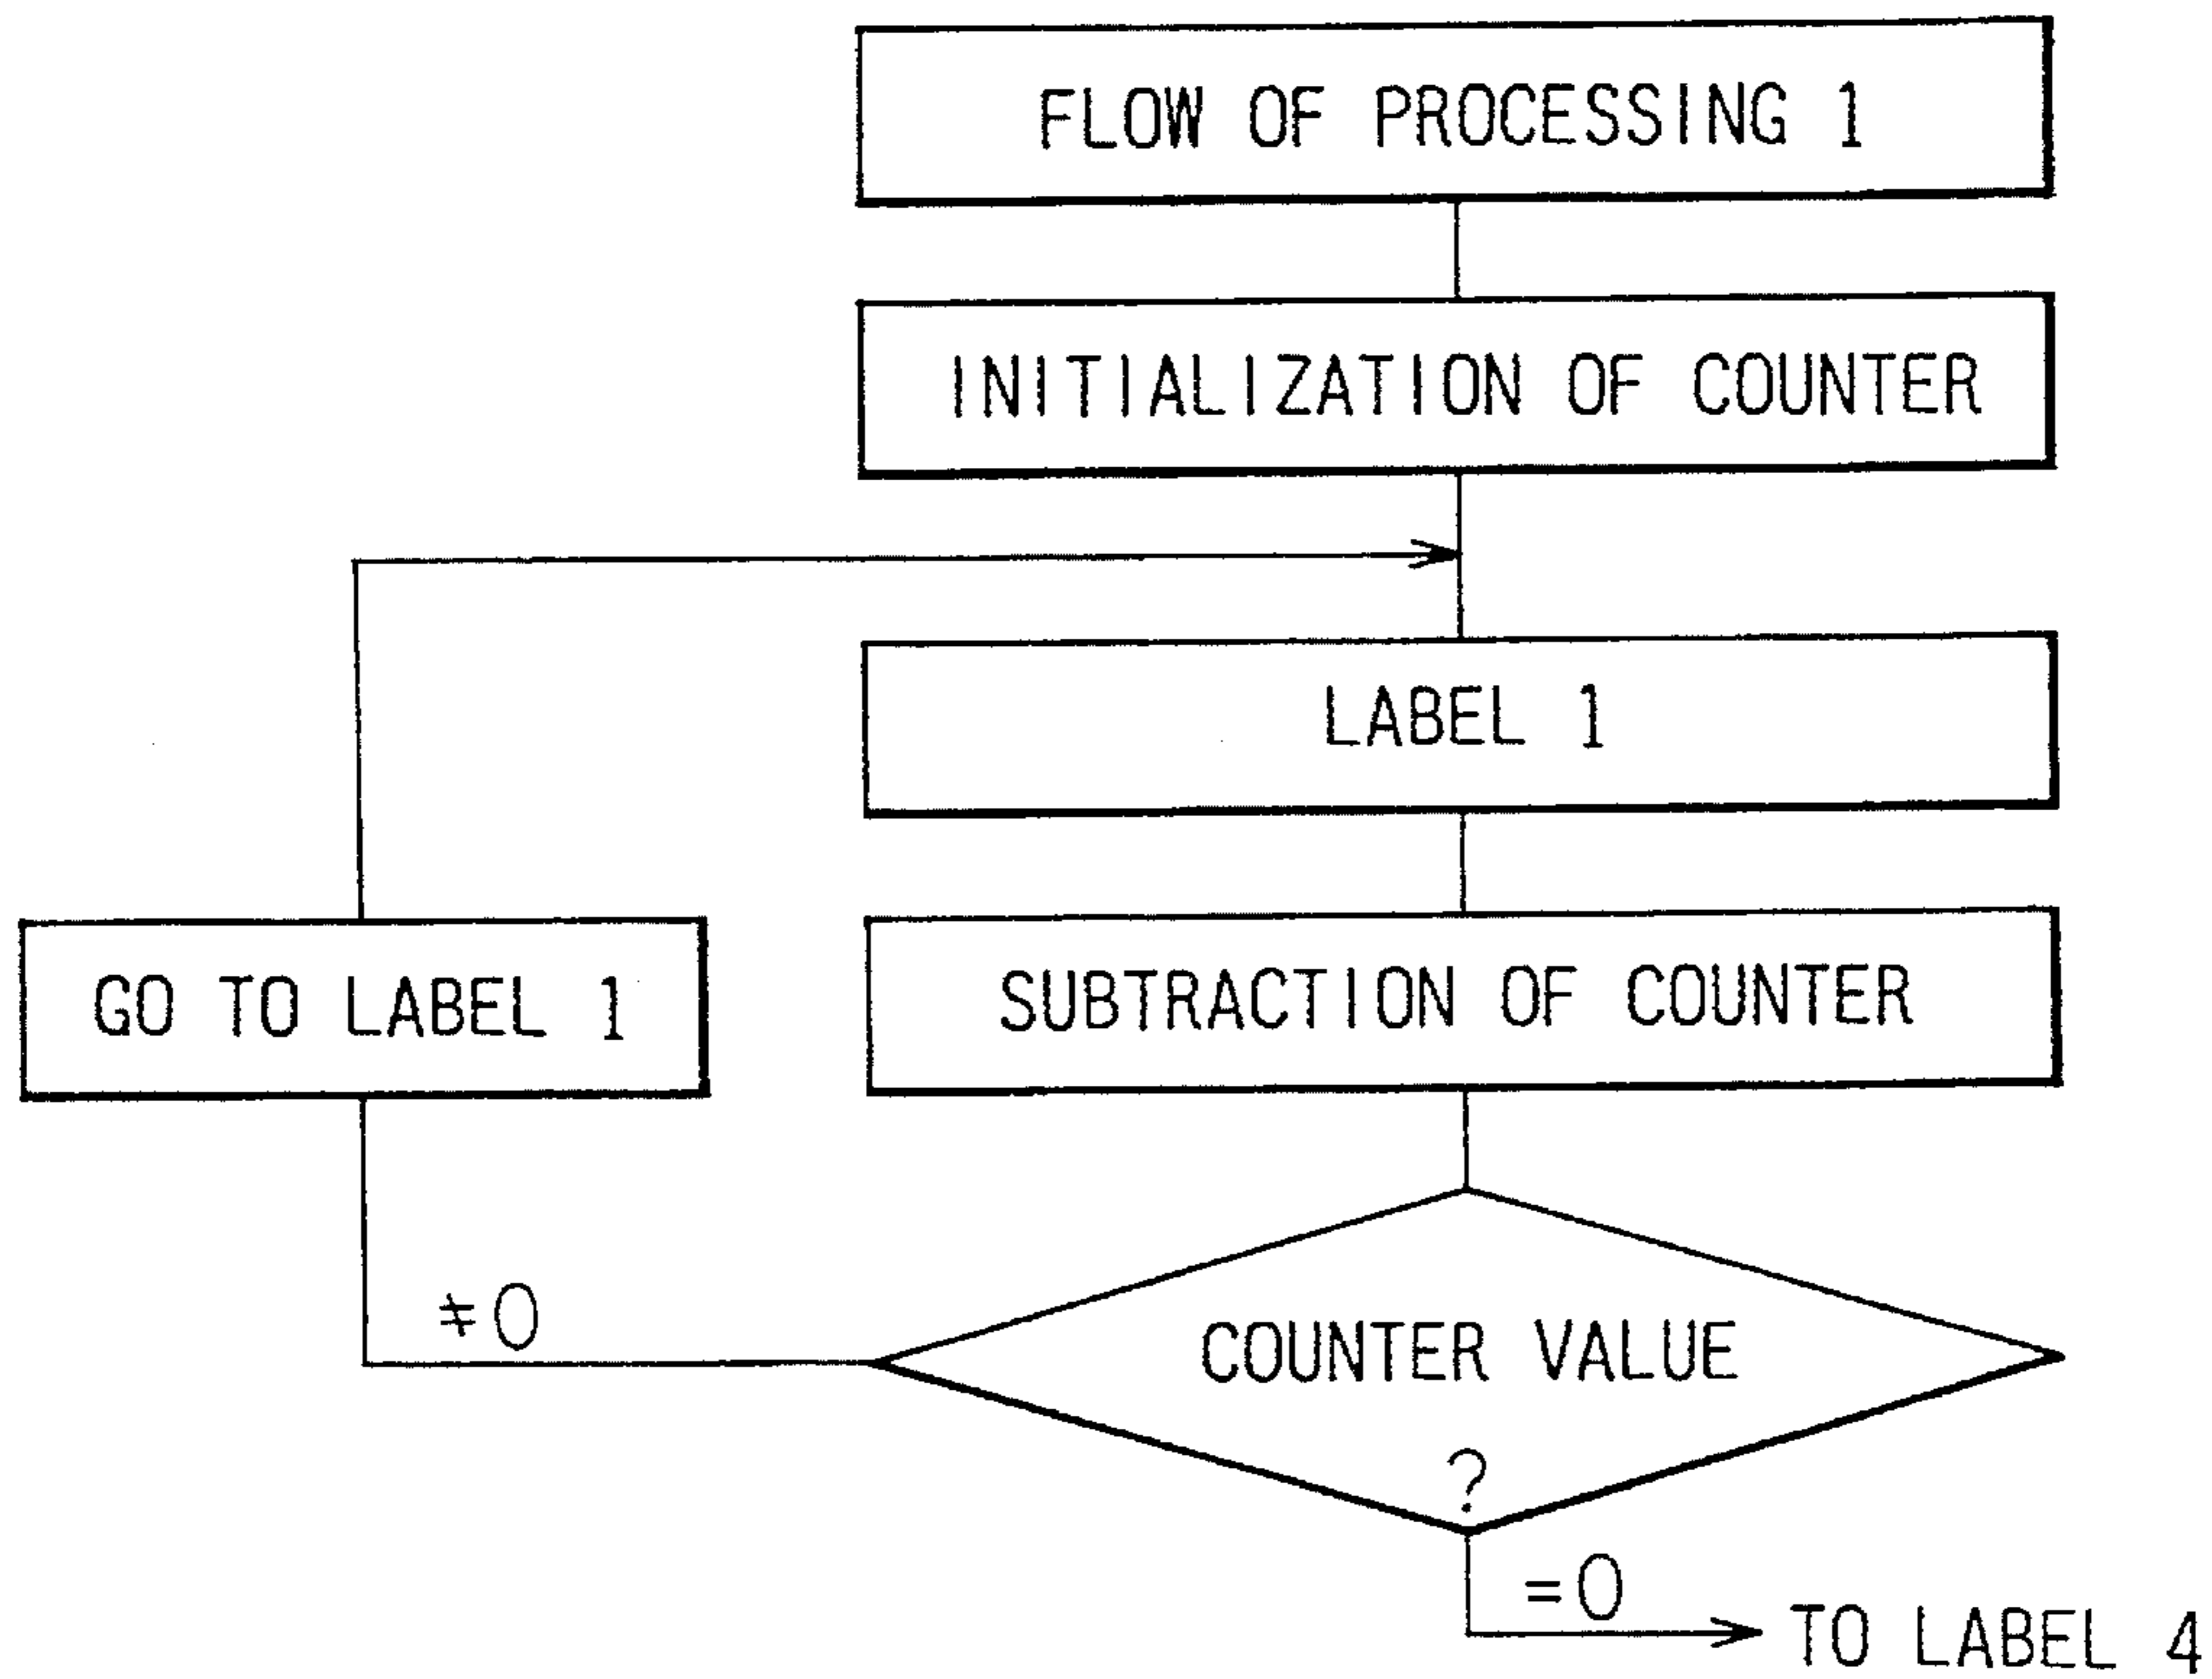 FLOW OF PROCESSING 1
INITIALIZATION OF COUNTER
LABEL 1
GO TO LABEL 1
SUBTRACTION OF COUNTER
≠0
COUNTER VALUE
?
=0
TO LABEL 4